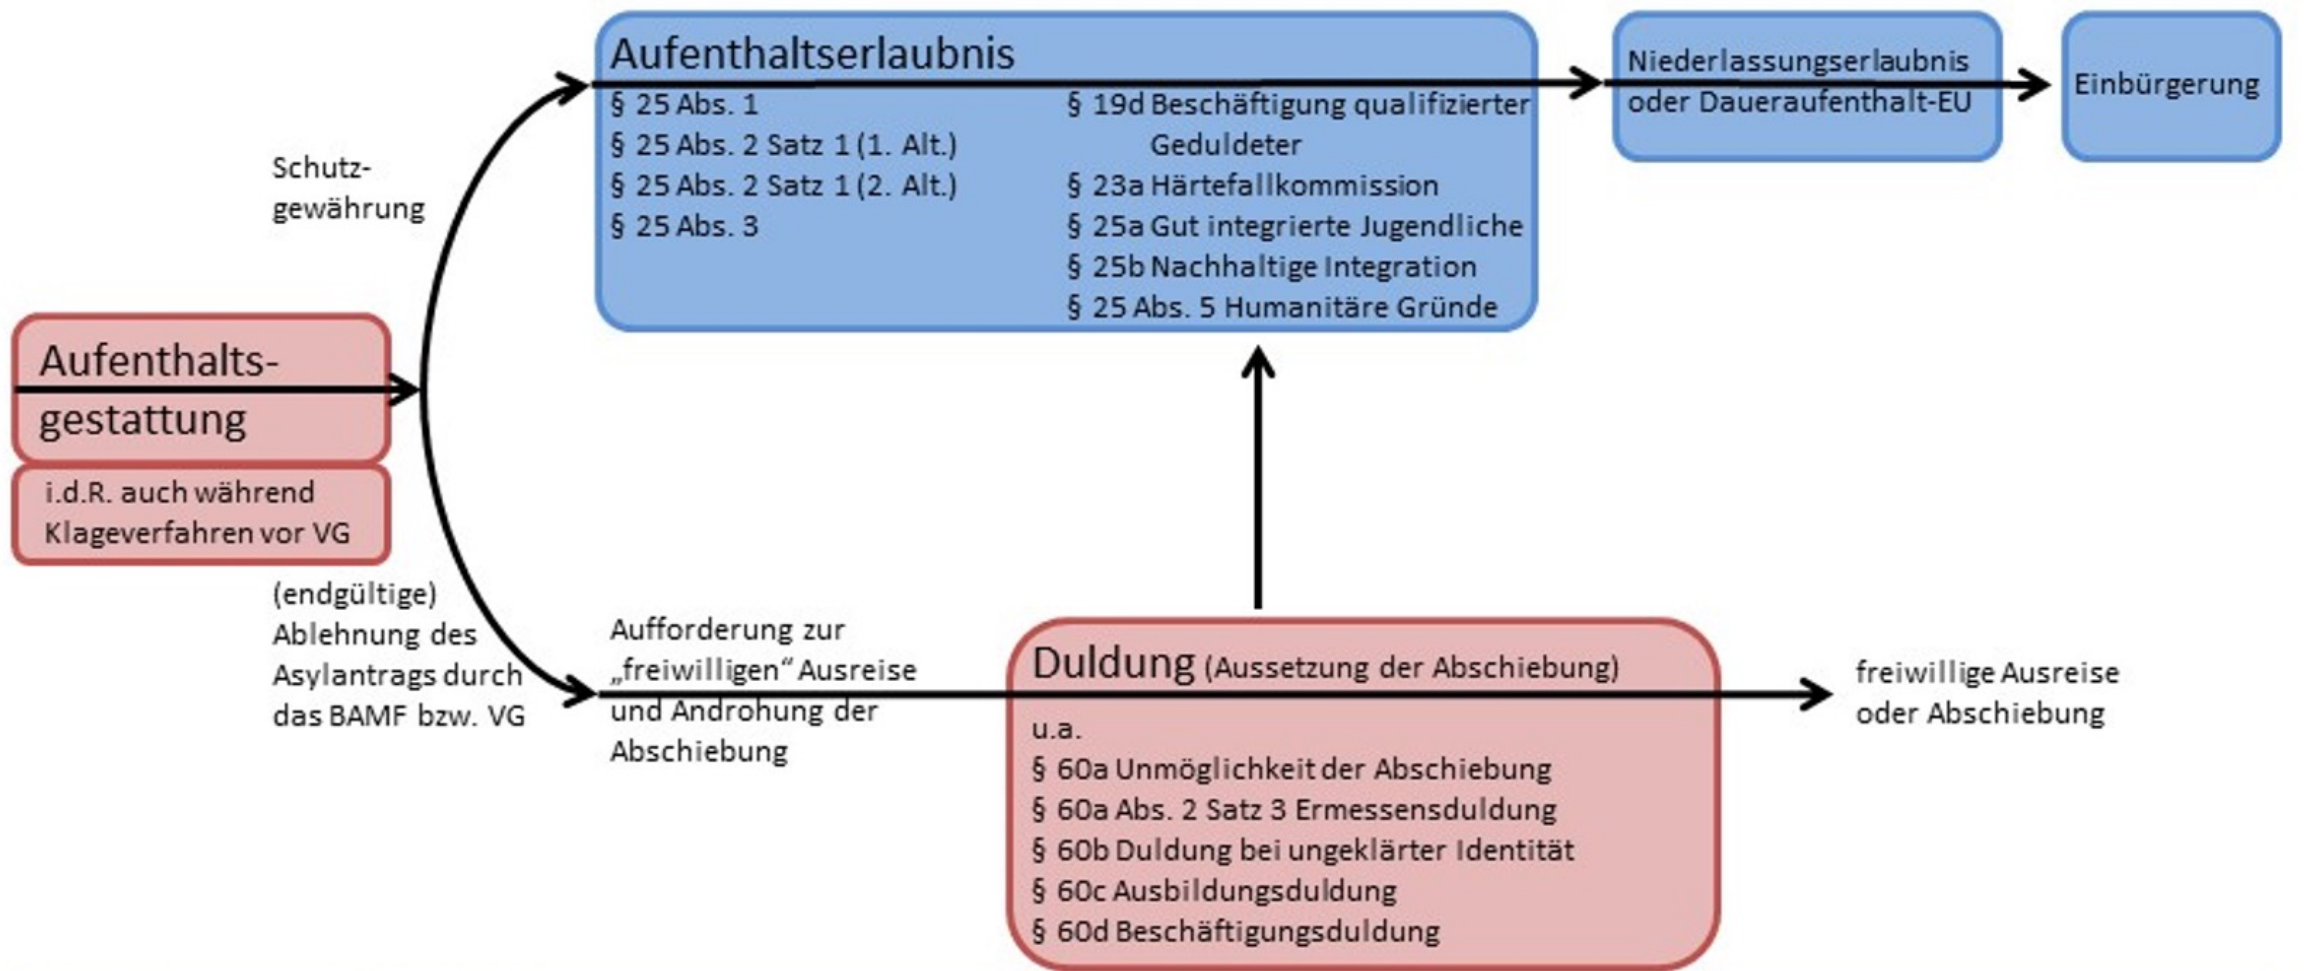 Aufenthaltserlaubnis
§ 25 Abs. 1
§ 25 Abs. 2 Satz 1 (1. Alt.)
§ 25 Abs. 2 Satz 1 (2. Alt.)
§ 25 Abs. 3
§ 19d Beschäftigung qualifizierter
Geduldeter
§ 23a Härtefallkommission
§ 25a Gut integrierte Jugendliche
§ 25b Nachhaltige Integration
§ 25 Abs. 5 Humanitäre Gründe
Niederlassungserlaubnis
oder Daueraufenthalt-EU
Einbürgerung
Schutz-
gewährung
Aufenthalts-
gestattung
i.d.R. auch während
Klageverfahren vor VG
(endgültige)
Ablehnung des
Asylantrags durch
das BAMF bzw. VG
Aufforderung zur
„freiwilligen“ Ausreise
und Androhung der
Abschiebung
Duldung (Aussetzung der Abschiebung)
u.a.
§ 60a Unmöglichkeit der Abschiebung
§ 60a Abs. 2 Satz 3 Ermessensduldung
§ 60b Duldung bei ungeklärter Identität
§ 60c Ausbildungsduldung
§ 60d Beschäftigungsduldung
freiwillige Ausreise
oder Abschiebung